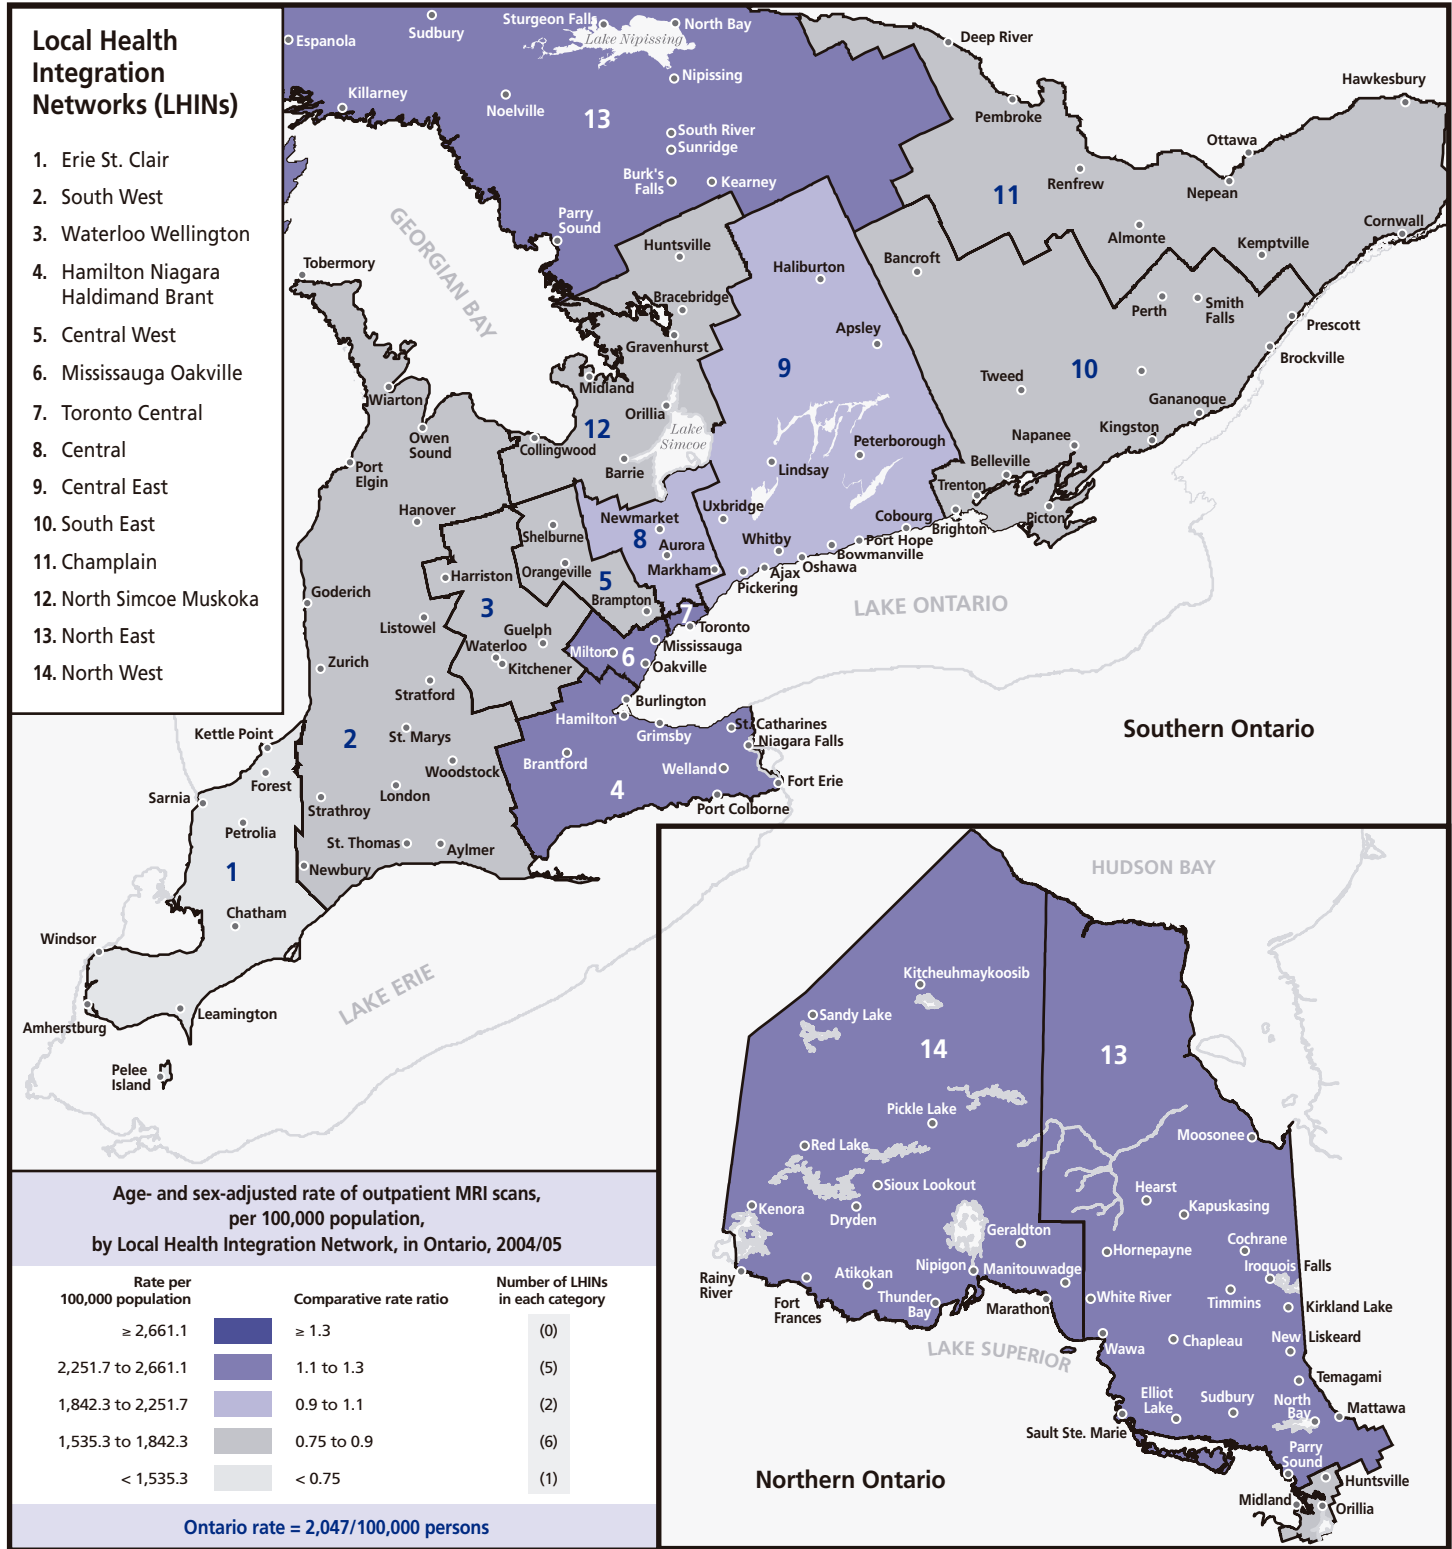 Local Health
Integration
Networks (LHINs)
1. Erie St. Clair
2. South West
3. Waterloo Wellington
4. Hamilton Niagara
Haldimand Brant
5. Central West
6. Mississauga Oakville
7. Toronto Central
8. Central
9. Central East
10. South East
11. Champlain
12. North Simcoe Muskoka
13. North East
14. North West
Espanola
Sudbury
Sturgeon Falls
North Bay
Lake Nipissing
Nipissing
Killarney
Noelville
13
South River
Sunridge
Burk's
Falls
Kearney
Parry
Sound
Deep River
Pembroke
Hawkesbury
Ottawa
Renfrew
Nepean
11
Almonte
Cornwall
Kemptville
GEORGIAN BAY
Tobermory
Huntsville
Bracebridge
Gravenhurst
Haliburton
Bancroft
Apsley
9
Perth
Smith
Falls
Prescott
Brockville
10
Tweed
Gananoque
Kingston
Napanee
Belleville
Trenton
Picton
Brighton
Wiarton
Owen
Sound
Midland
Orillia
12
Lake
Simcoe
Collingwood
Barrie
Port
Elgin
Peterborough
Lindsay
Hanover
Newmarket
Uxbridge
Cobourg
Shelburne
8
Aurora
Whitby
Port Hope
Bowmanville
Oshawa
Ajax
Pickering
Markham
Orangeville
5
Brampton
Harriston
3
Goderich
Listowel
Guelph
Waterloo
Kitchener
7
Toronto
Milton
6
Mississauga
Oakville
LAKE ONTARIO
Zurich
Stratford
Burlington
Hamilton
Grimsby
St. Catharines
Niagara Falls
Southern Ontario
Kettle Point
2
St. Marys
Brantford
Welland
Woodstock
Forest
4
Fort Erie
Port Colborne
Sarnia
London
Strathroy
Petrolia
St. Thomas
Aylmer
1
Newbury
Chatham
Windsor
LAKE ERIE
Amherstburg
Leamington
Pelee
Island
HUDSON BAY
Kitcheuhmaykoosib
Sandy Lake
14
13
Pickle Lake
Red Lake
Moosonee
Sioux Lookout
Hearst
Kapuskasing
Kenora
Dryden
Geraldton
Cochrane
Hornepayne
Iroquois Falls
Nipigon
Manitouwadge
Atikokan
Rainy
River
Fort
Frances
Thunder
Bay
Marathon
White River
Timmins
Kirkland Lake
New Liskeard
Chapleau
Wawa
LAKE SUPERIOR
Temagami
Elliot
Lake
Sudbury
North
Bay
Mattawa
Sault Ste. Marie
Parry
Sound
Huntsville
Midland
Orillia
Northern Ontario
Age- and sex-adjusted rate of outpatient MRI scans,
per 100,000 population,
by Local Health Integration Network, in Ontario, 2004/05
Rate per
100,000 population
Comparative rate ratio
Number of LHINs
in each category
≥ 2,661.1 ≥ 1.3 (0)
2,251.7 to 2,661.1 1.1 to 1.3 (5)
1,842.3 to 2,251.7 0.9 to 1.1 (2)
1,535.3 to 1,842.3 0.75 to 0.9 (6)
< 1,535.3 < 0.75 (1)
Ontario rate = 2,047/100,000 persons